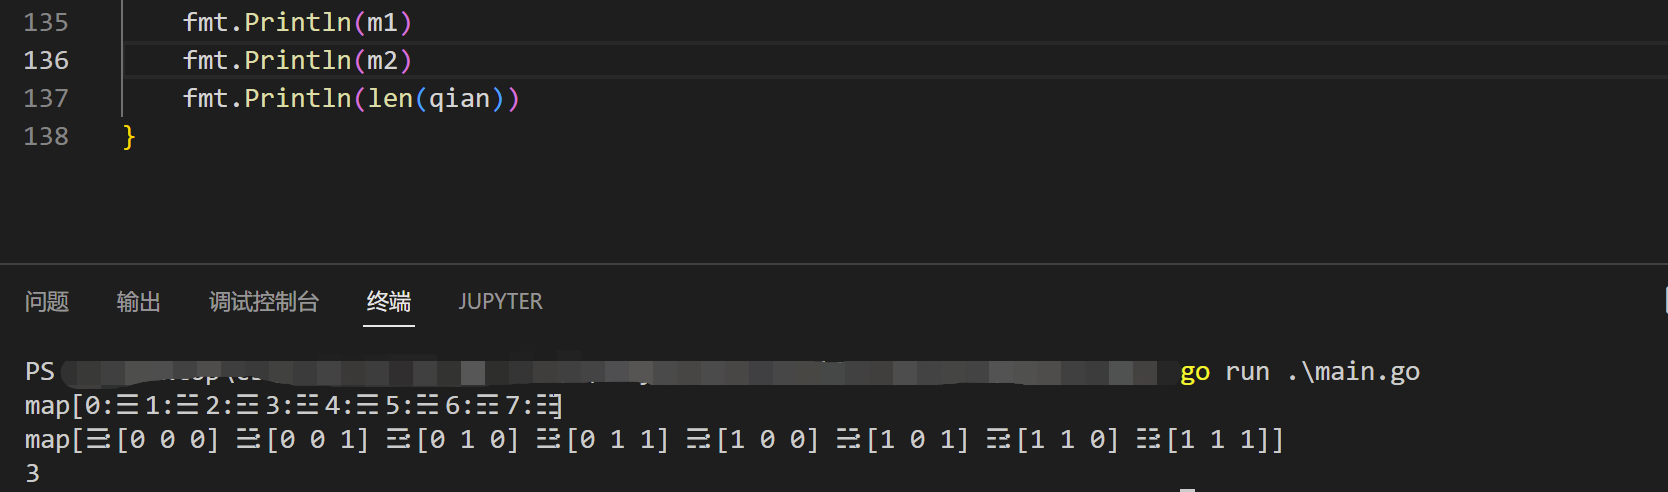 135 fmt.Println(m1)
136 fmt.Println(m2)
137 fmt.Println(len(qian))
138 }
问题 输出 调试控制台 终端 JUPYTER
PS go run .\main.go
map[0:☰ 1:☱ 2:☲ 3:☳ 4:☴ 5:☵ 6:☶ 7:☷]
map[☰:[0 0 0] ☱:[0 0 1] ☲:[0 1 0] ☳:[0 1 1] ☴:[1 0 0] ☵:[1 0 1] ☶:[1 1 0] ☷:[1 1 1]]
3